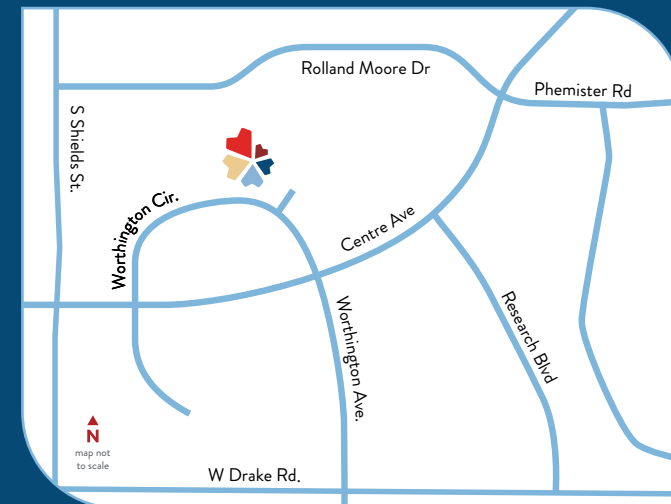 Rolland Moore Dr
Phemister Rd
S Shields St.
Worthington Cir.
Centre Ave
Worthington Ave.
Research Blvd
N
map not
to scale
W Drake Rd.